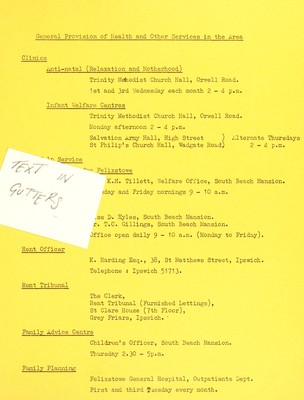 General Provision of Health and Other Services in the Area
Clinics
Anti-natal (Relaxation and Motherhood)
Trinity Methodist Church Hall, Orwell Road.
1st and 3rd Wednesday each month 2 - 4 p.m.
Infant Welfare Centres
Trinity Methodist Church Hall, Orwell Road.
Monday afternoon 2 - 4 p.m.
Salvation Army Hall, High Street ) Alternate Thursdays
St Philip's Church Hall, Wadgate Road) 2 - 4 p.m.
TEXT IN
GUTTERS
Service
Felixstowe
K.H. Tillett, Welfare Office, South Beach Mansion.
and Friday mornings 9 - 10 a.m.
D. Eyles, South Beach Mansion.
T.C. Gillings, South Beach Mansion.
Office open daily 9 - 10 a.m. (Monday to Friday).
Rent Officer
K. Harding Esq., 38, St Matthews Street, Ipswich.
Telephone : Ipswich 51713.
Rent Tribunal
The Clerk,
Rent Tribunal (Furnished Lettings),
St Clare House (7th Floor),
Grey Friars, Ipswich.
Family Advice Centre
Children's Officer, South Beach Mansion.
Thursday 2.30 - 5p.m.
Family Planning
Felixstowe General Hospital, Outpatients Dept.
First and third Tuesday every month.